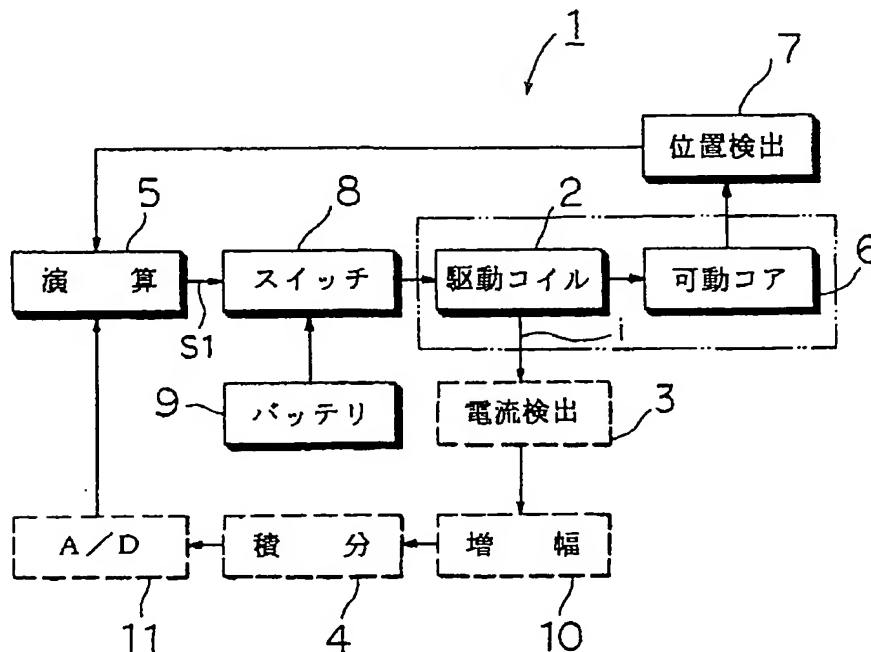 1
7
位置検出
5
8
2
演 算
S1
スイッチ
駆動コイル
可動コア
6
i
9
バッテリ
電流検出
3
A/D
積 分
増 幅
11
4
10